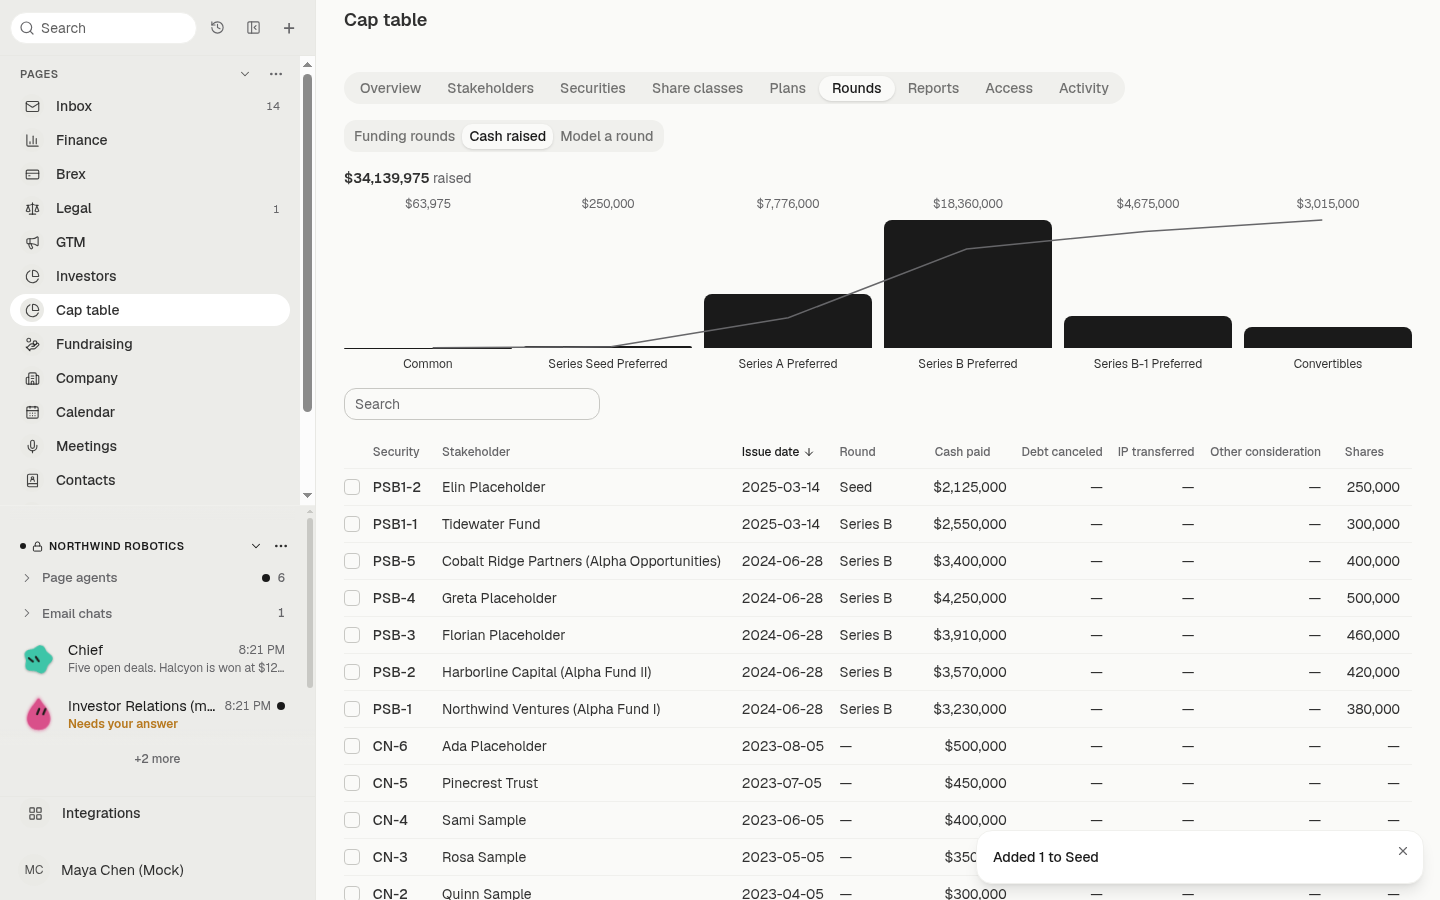 Search
PAGES
Inbox 14
Finance
Brex
Legal 1
GTM
Investors
Cap table
Fundraising
Company
Calendar
Meetings
Contacts
NORTHWIND ROBOTICS
Page agents 6
Email chats 1
Chief 8:21 PM
Five open deals. Halcyon is won at $12...
Investor Relations (m... 8:21 PM
Needs your answer
+2 more
Integrations
MC Maya Chen (Mock)
Cap table
Overview Stakeholders Securities Share classes Plans Rounds Reports Access Activity
Funding rounds Cash raised Model a round
$34,139,975 raised
$63,975 $250,000 $7,776,000 $18,360,000 $4,675,000 $3,015,000
Common Series Seed Preferred Series A Preferred Series B Preferred Series B-1 Preferred Convertibles
Search
Security Stakeholder Issue date ↓ Round Cash paid Debt canceled IP transferred Other consideration Shares
PSB1-2 Elin Placeholder 2025-03-14 Seed $2,125,000 — — — 250,000
PSB1-1 Tidewater Fund 2025-03-14 Series B $2,550,000 — — — 300,000
PSB-5 Cobalt Ridge Partners (Alpha Opportunities) 2024-06-28 Series B $3,400,000 — — — 400,000
PSB-4 Greta Placeholder 2024-06-28 Series B $4,250,000 — — — 500,000
PSB-3 Florian Placeholder 2024-06-28 Series B $3,910,000 — — — 460,000
PSB-2 Harborline Capital (Alpha Fund II) 2024-06-28 Series B $3,570,000 — — — 420,000
PSB-1 Northwind Ventures (Alpha Fund I) 2024-06-28 Series B $3,230,000 — — — 380,000
CN-6 Ada Placeholder 2023-08-05 — $500,000 — — — —
CN-5 Pinecrest Trust 2023-07-05 — $450,000 — — — —
CN-4 Sami Sample 2023-06-05 — $400,000 — — — —
CN-3 Rosa Sample 2023-05-05 — $350
CN-2 Quinn Sample 2023-04-05 — $300,000 — — — —
Added 1 to Seed